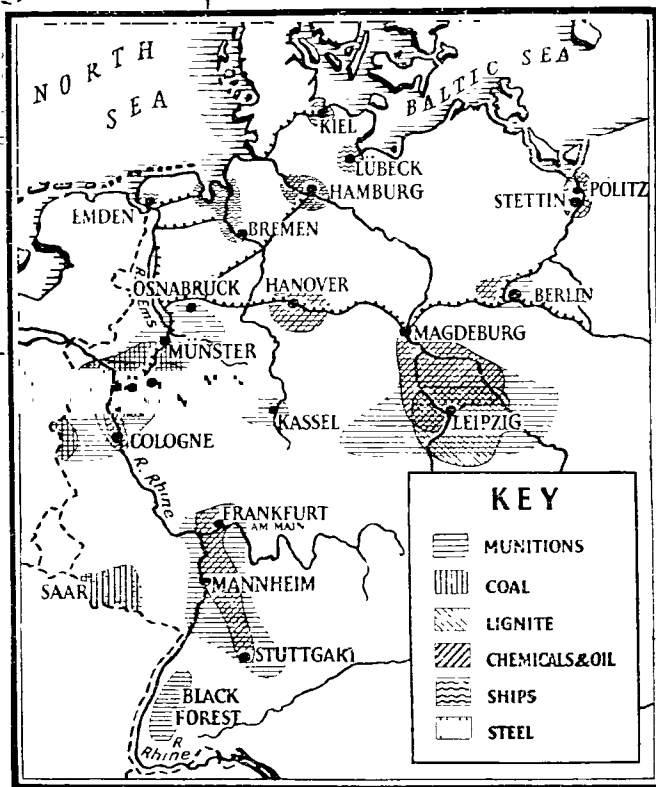 NORTH
SEA
BALTIC SEA
KIEL
LÜBECK
HAMBURG
POLITZ
STETTIN
EMDEN
BREMEN
R. Ems
OSNABRUCK
HANOVER
BERLIN
MAGDEBURG
MUNSTER
KASSEL
LEIPZIG
COLOGNE
R. Rhine
FRANKFURT
AM MAIN
MANNHEIM
SAAR
STUTTGART
BLACK
FOREST
R
Rhine
KEY
MUNITIONS
COAL
LIGNITE
CHEMICALS&OIL
SHIPS
STEEL